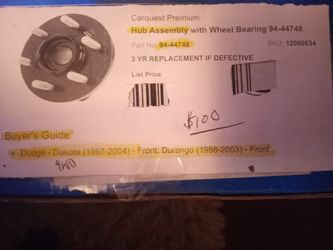 Carquest Premium
Hub Assembly with Wheel Bearing 94-44748
Part No. 94-44748 SKU: 12090634
3 YR REPLACEMENT IF DEFECTIVE
List Price
$100
Buyer's Guide
• Dodge - Dakota (1997-2004) - Front; Durango (1998-2003) - Front
4WD